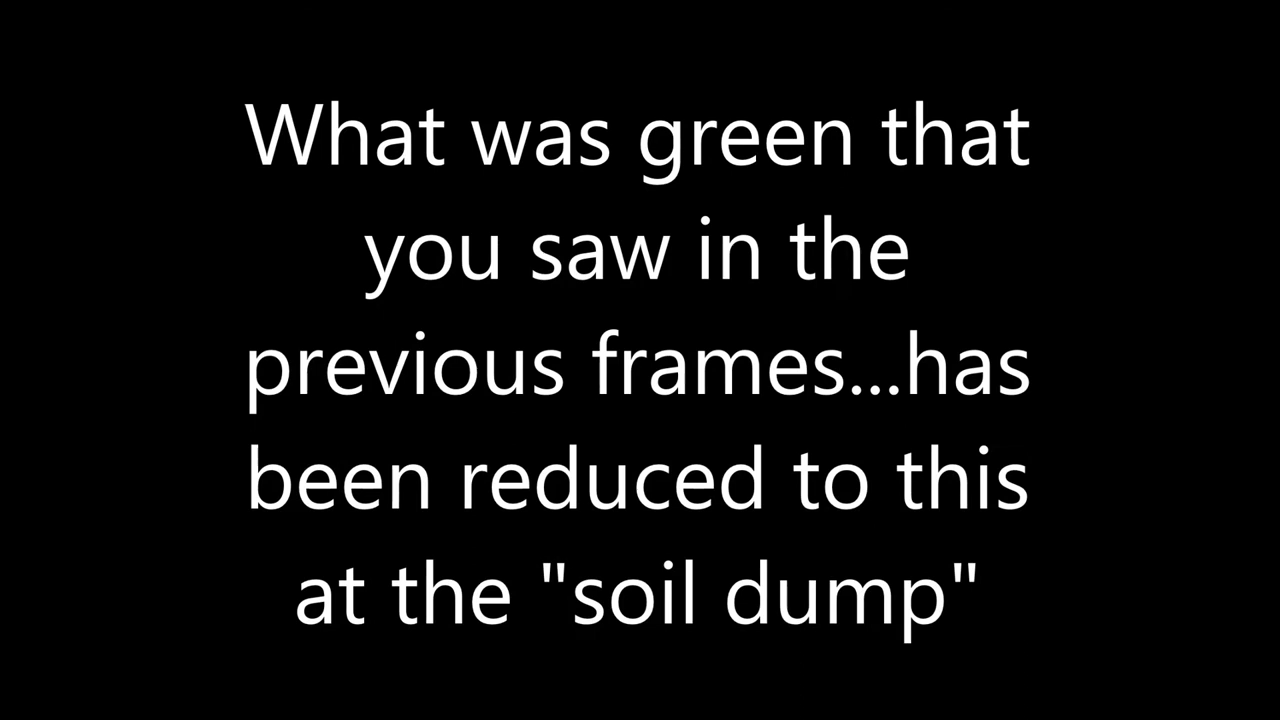 What was green that
you saw in the
previous frames...has
been reduced to this
at the "soil dump"